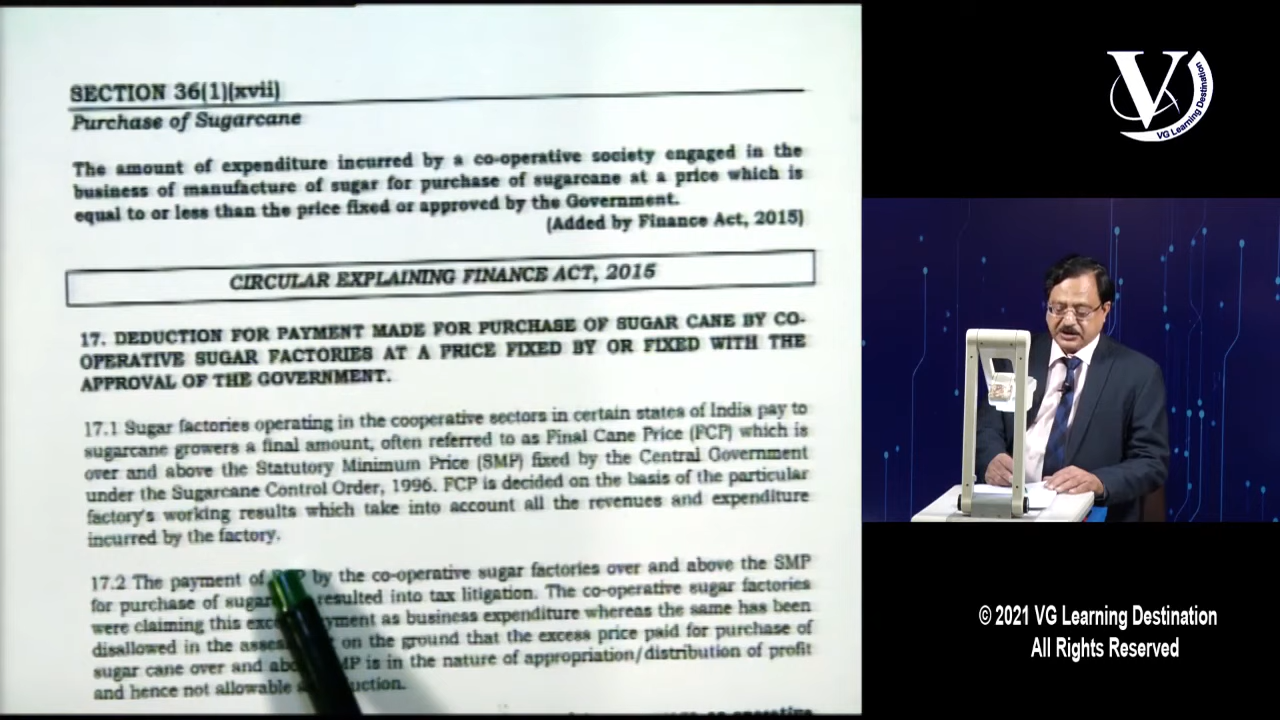 SECTION 36(1)(xvii)
Purchase of Sugarcane
The amount of expenditure incurred by a co-operative society engaged in the
business of manufacture of sugar for purchase of sugarcane at a price which is
equal to or less than the price fixed or approved by the Government.
(Added by Finance Act, 2015)
CIRCULAR EXPLAINING FINANCE ACT, 2015
17. DEDUCTION FOR PAYMENT MADE FOR PURCHASE OF SUGAR CANE BY CO-
OPERATIVE SUGAR FACTORIES AT A PRICE FIXED BY OR FIXED WITH THE
APPROVAL OF THE GOVERNMENT.
17.1 Sugar factories operating in the cooperative sectors in certain states of India pay to
sugarcane growers a final amount, often referred to as Final Cane Price (FCP) which is
over and above the Statutory Minimum Price (SMP) fixed by the Central Government
under the Sugarcane Control Order, 1996. FCP is decided on the basis of the particular
factory's working results which take into account all the revenues and expenditure
incurred by the factory.
17.2 The payment of by the co-operative sugar factories over and above the SMP
for purchase of resulted into tax litigation. The co-operative sugar factories
were claiming this as business expenditure whereas the same has been
disallowed in the on the ground that the excess price paid for purchase of
sugar cane over and is in the nature of appropriation/distribution of profit
and hence not allowable
V
VG Learning Destination
© 2021 VG Learning Destination
All Rights Reserved